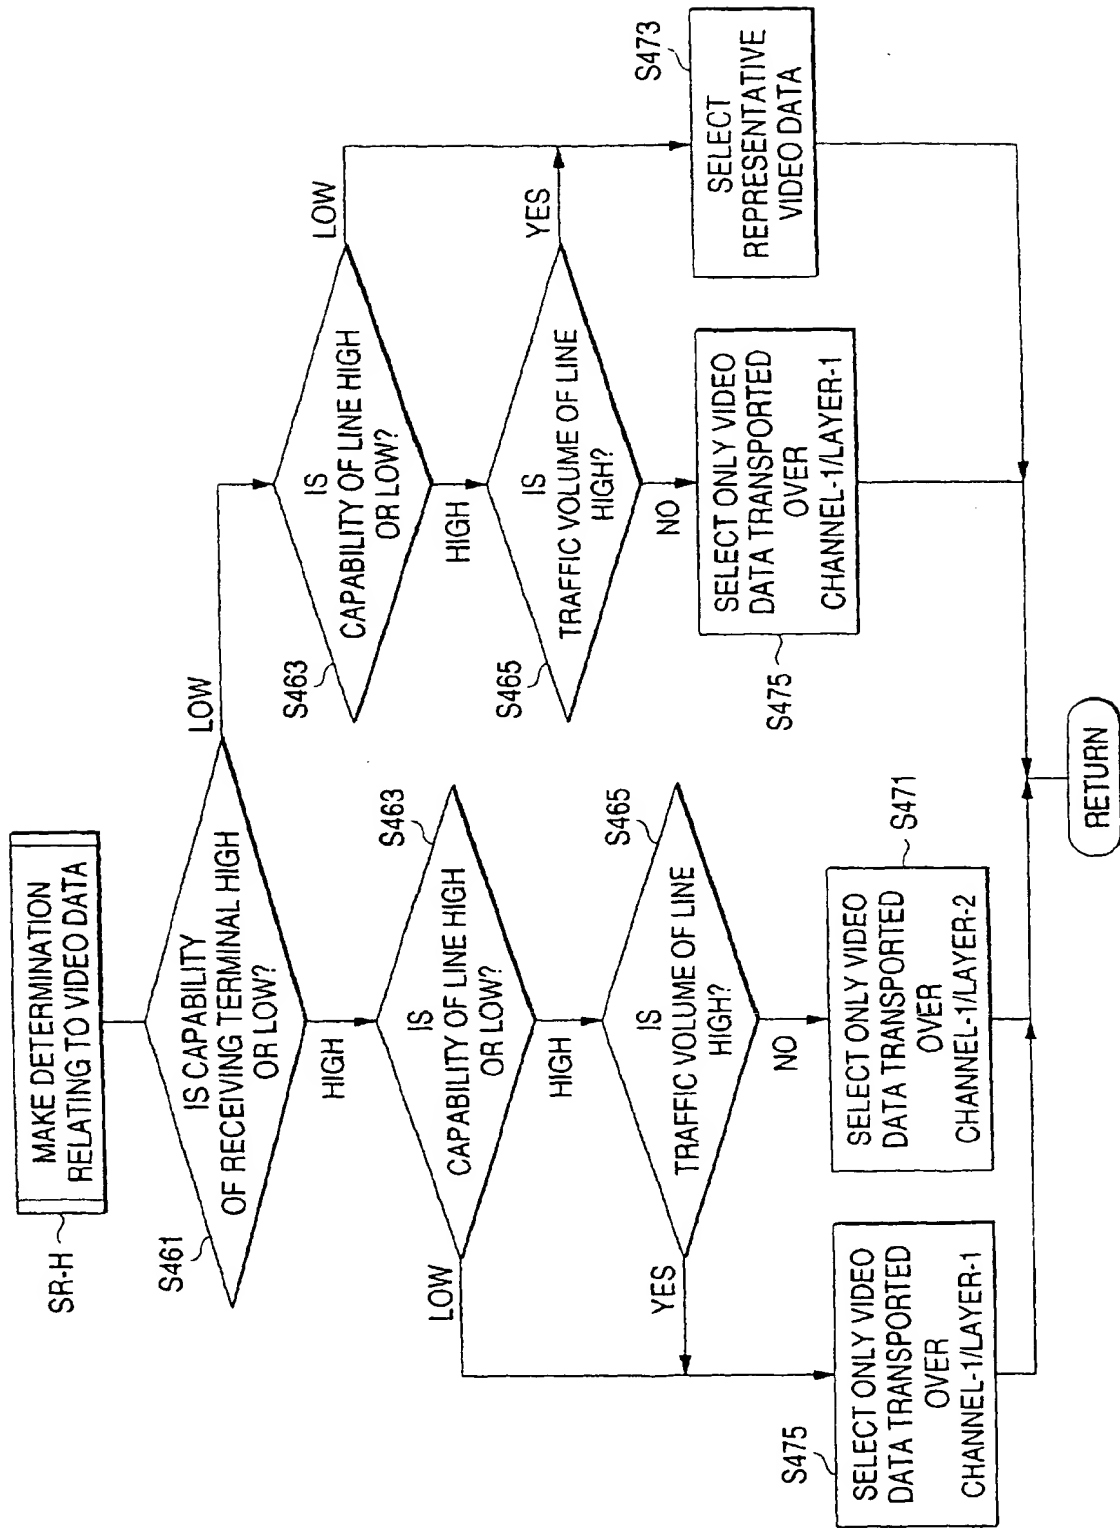 SR-H
MAKE DETERMINATION
RELATING TO VIDEO DATA
S461
IS CAPABILITY
OF RECEIVING TERMINAL HIGH
OR LOW?
LOW
HIGH
S463
IS
CAPABILITY OF LINE HIGH
OR LOW?
LOW
HIGH
S465
IS
TRAFFIC VOLUME OF LINE
HIGH?
YES
NO
S475
SELECT ONLY VIDEO
DATA TRANSPORTED
OVER
CHANNEL-1/LAYER-1
S471
SELECT ONLY VIDEO
DATA TRANSPORTED
OVER
CHANNEL-1/LAYER-2
S463
IS
CAPABILITY OF LINE HIGH
OR LOW?
LOW
HIGH
S465
IS
TRAFFIC VOLUME OF LINE
HIGH?
YES
NO
S475
SELECT ONLY VIDEO
DATA TRANSPORTED
OVER
CHANNEL-1/LAYER-1
S473
SELECT
REPRESENTATIVE
VIDEO DATA
RETURN